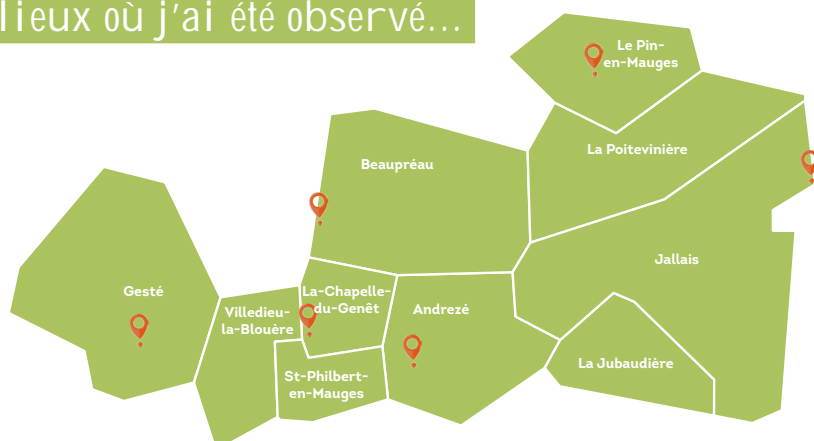 lieux où j'ai été observé...
Le Pin-
en-Mauges
La Poitevinière
Beaupréau
Jallais
Gesté
La-Chapelle-
du-Genêt
Villedieu-
la-Blouère
Andrezé
La Jubaudière
St-Philbert-
en-Mauges